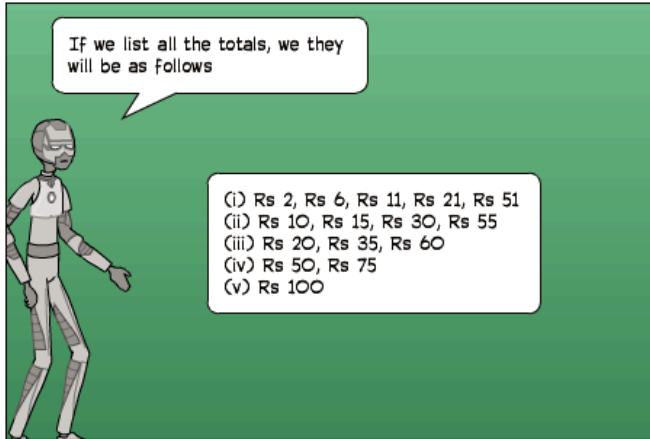 If we list all the totals, we they
will be as follows
(i) Rs 2, Rs 6, Rs 11, Rs 21, Rs 51
(ii) Rs 10, Rs 15, Rs 30, Rs 55
(iii) Rs 20, Rs 35, Rs 60
(iv) Rs 50, Rs 75
(v) Rs 100